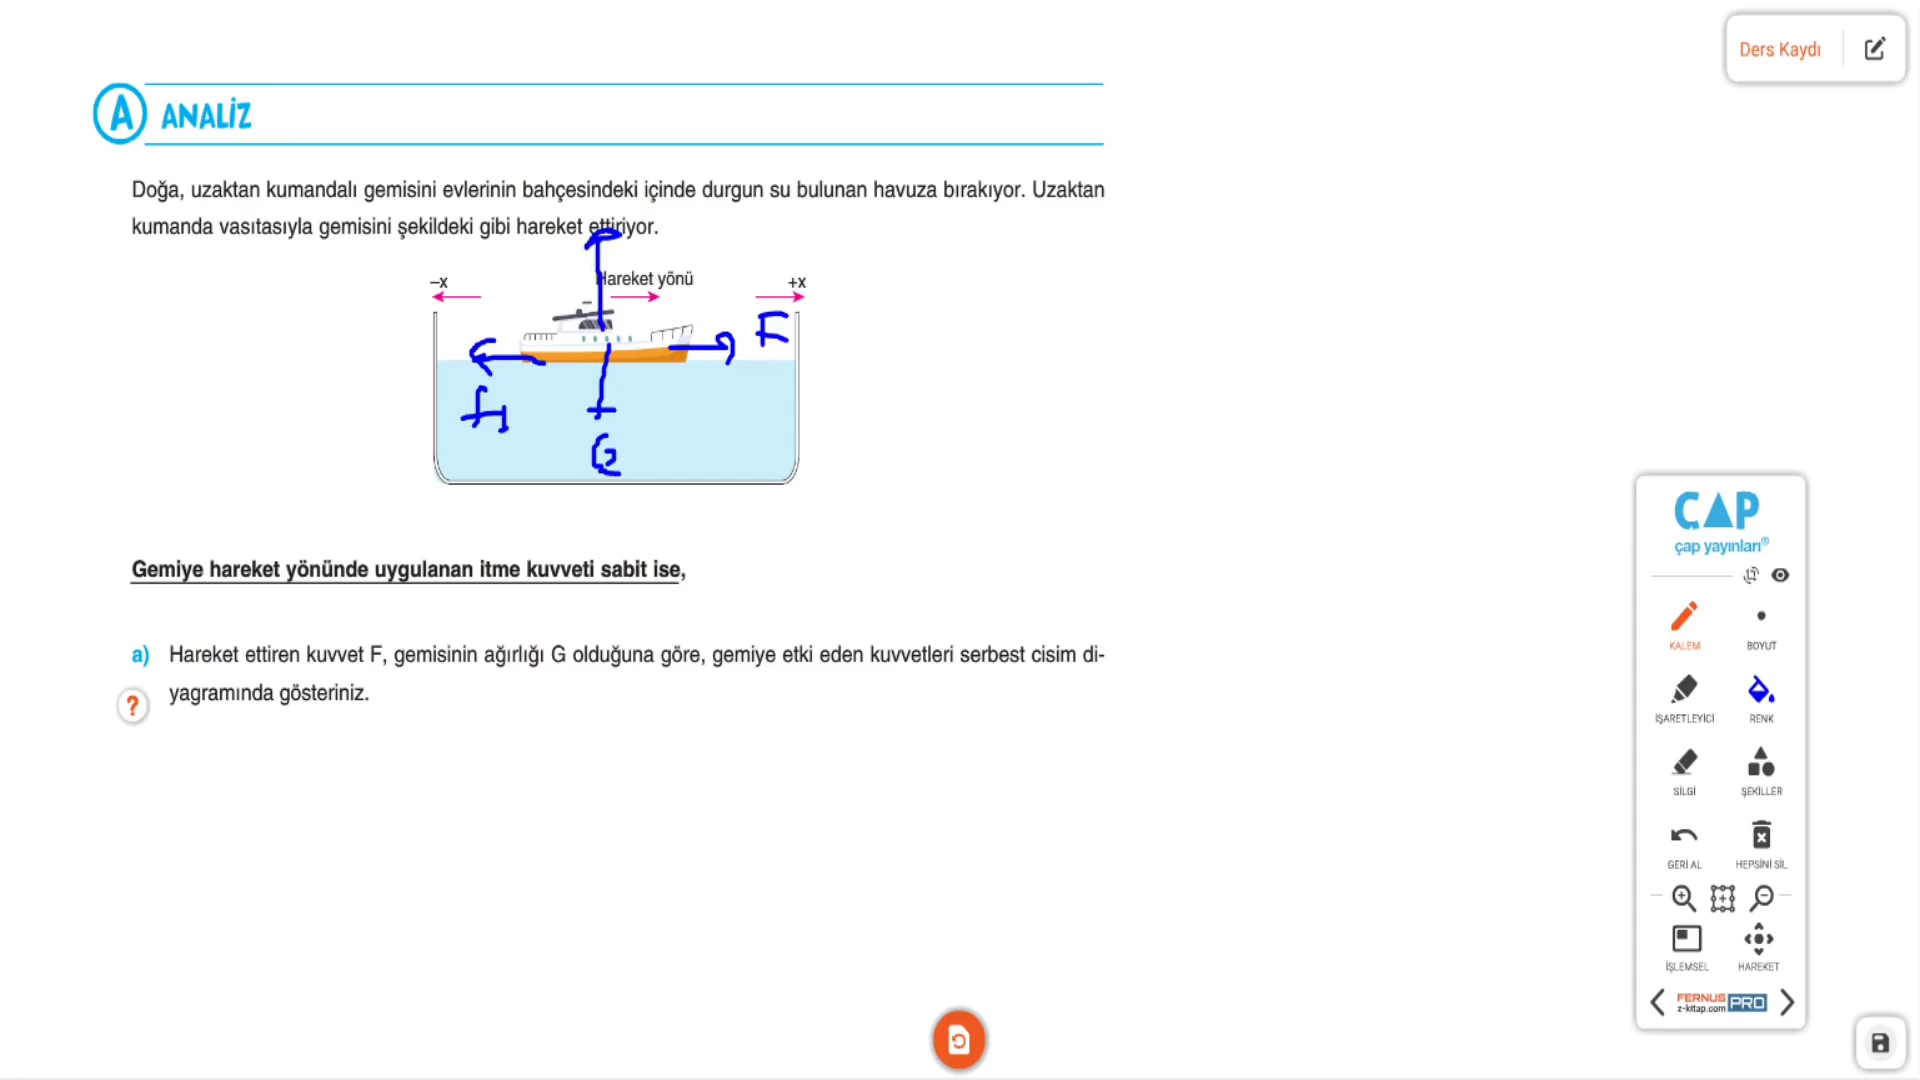 Ders Kaydı
A ANALİZ
Doğa, uzaktan kumandalı gemisini evlerinin bahçesindeki içinde durgun su bulunan havuza bırakıyor. Uzaktan
kumanda vasıtasıyla gemisini şekildeki gibi hareket ettiriyor.
–x
Hareket yönü
+x
F
G
Gemiye hareket yönünde uygulanan itme kuvveti sabit ise,
a) Hareket ettiren kuvvet F, gemisinin ağırlığı G olduğuna göre, gemiye etki eden kuvvetleri serbest cisim di-
yagramında gösteriniz.
?
ÇAP
çap yayınları®
KALEM
BOYUT
İŞARETLEYİCİ
RENK
SİLGİ
ŞEKİLLER
GERİ AL
HEPSİNİ SİL
İŞLEMSEL
HAREKET
FERNUS PRO
z-kitap.com